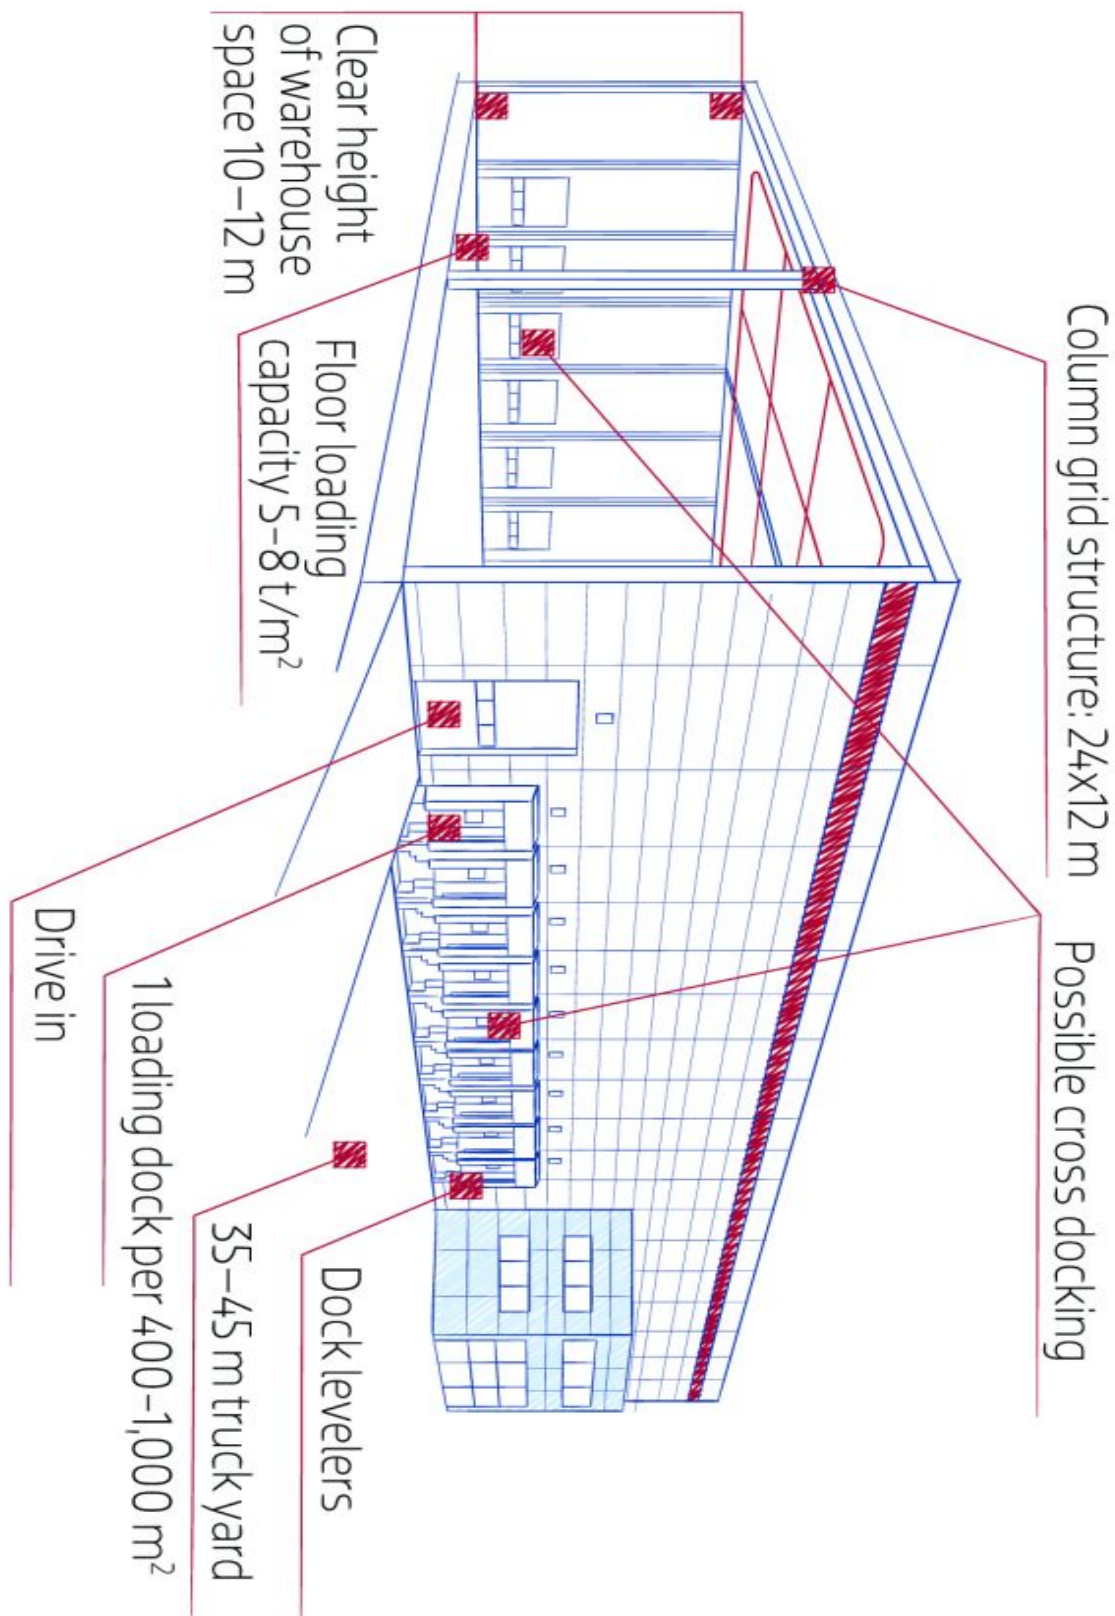 Column grid structure: 24x12 m
Possible cross docking
Clear height
of warehouse
space 10–12 m
Floor loading
capacity 5–8 t/m²
Dock levelers
35–45 m truck yard
1 loading dock per 400–1,000 m²
Drive in